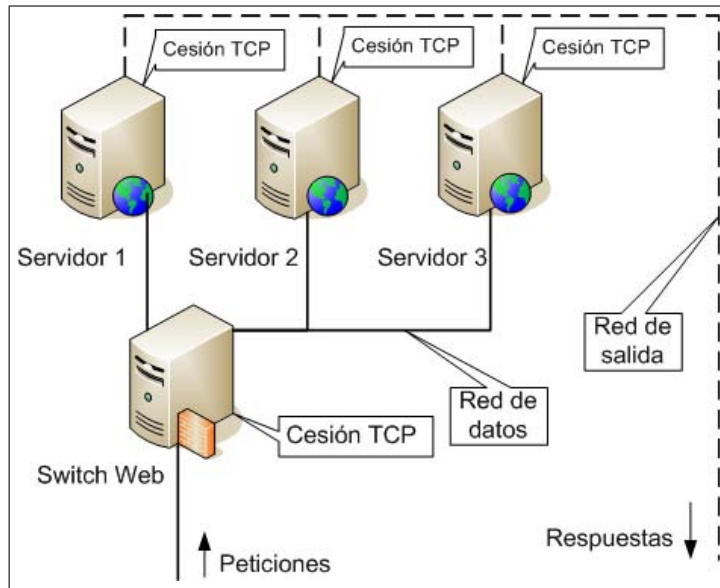 Cesión TCP
Cesión TCP
Cesión TCP
Servidor 1
Servidor 2
Servidor 3
Red de
salida
Red de
datos
Cesión TCP
Switch Web
Peticiones
Respuestas